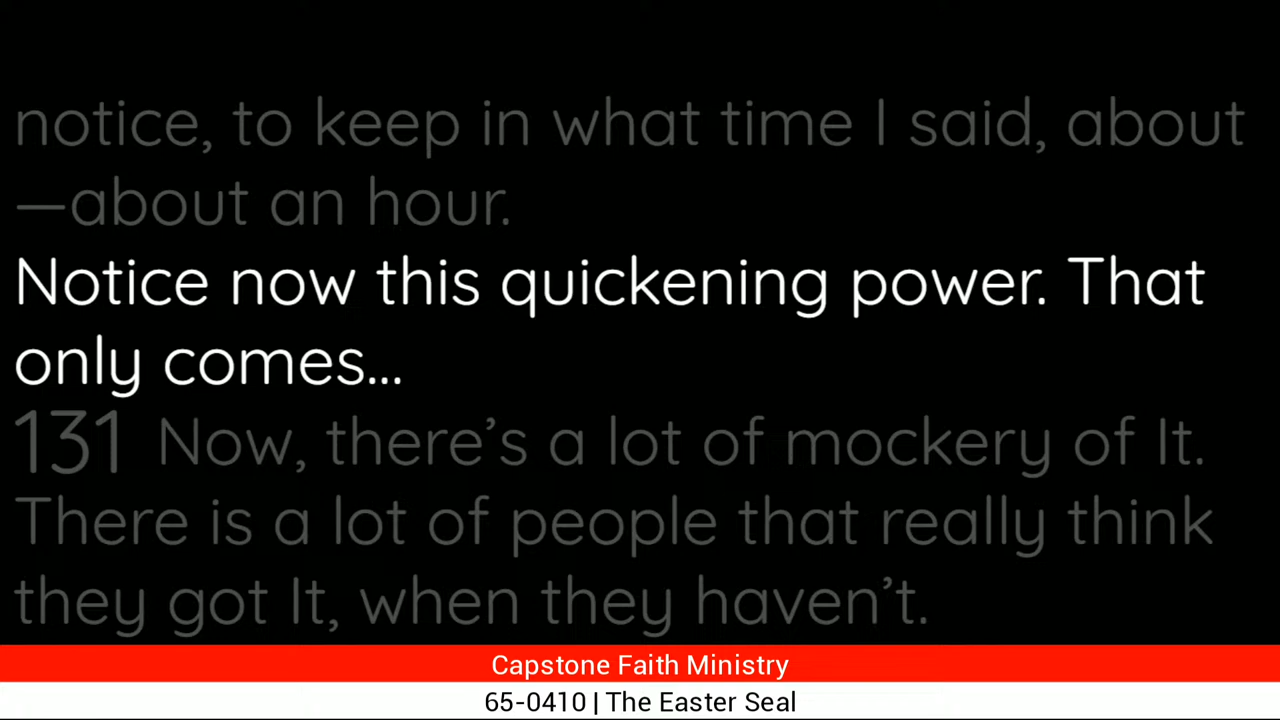 notice, to keep in what time I said, about
—about an hour.
Notice now this quickening power. That
only comes...
131 Now, there’s a lot of mockery of It.
There is a lot of people that really think
they got It, when they haven’t.
Capstone Faith Ministry
65-0410 | The Easter Seal